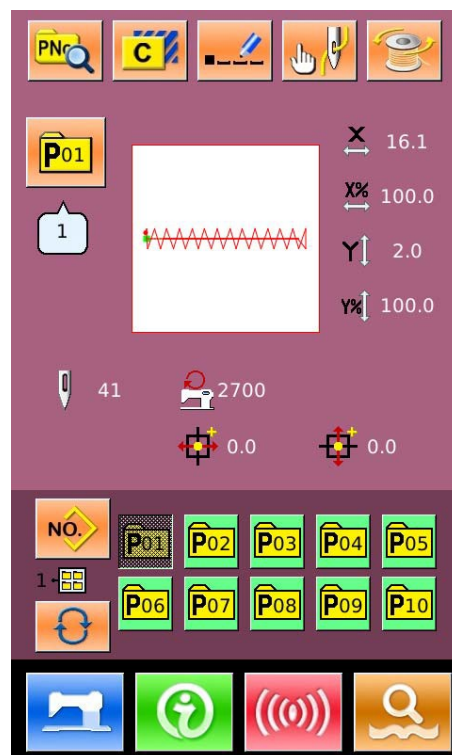 PNo. C
P01 X 16.1
1 X% 100.0
Y 2.0
Y% 100.0
41 2700
0.0 0.0
NO. P01 P02 P03 P04 P05
1-
P06 P07 P08 P09 P10